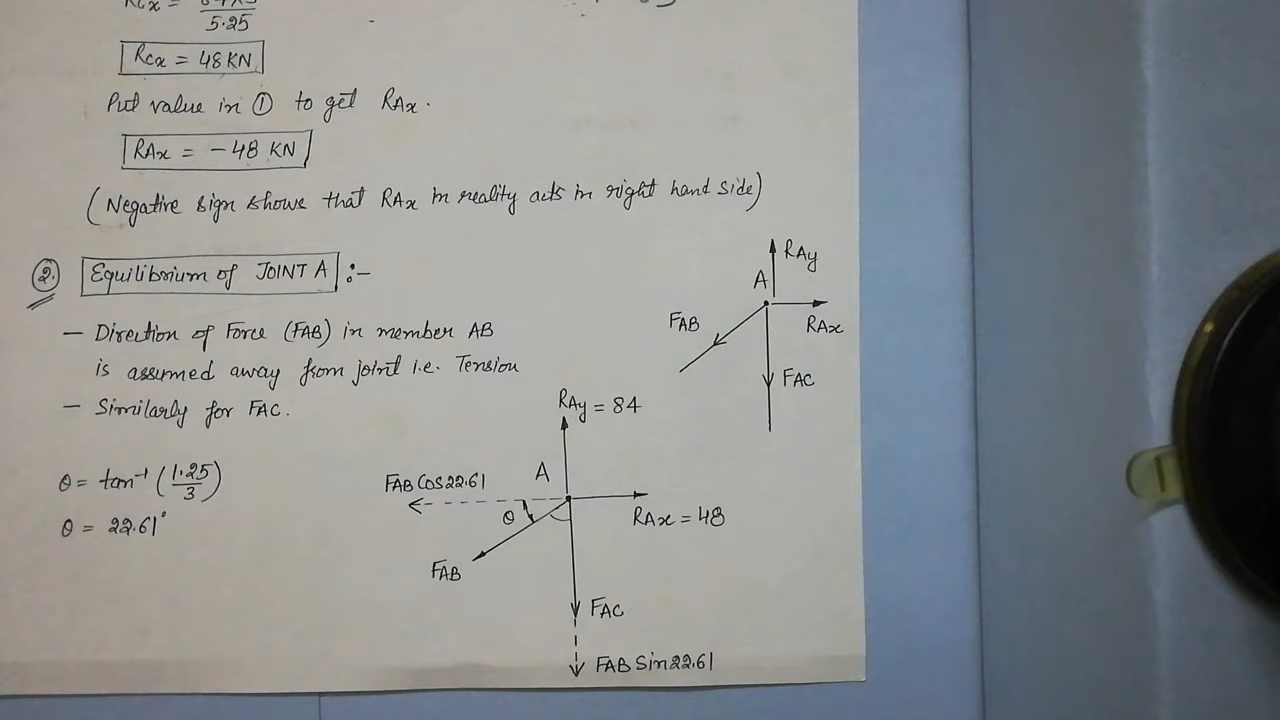 5.25
RCx = 48 KN
Put value in ① to get RAx.
RAx = -48 KN
(Negative sign shows that RAx in reality acts in right hand side)
2. Equilibrium of JOINT A :-
- Direction of Force (FAB) in member AB
is assumed away from joint i.e. Tension
- Similarly for FAC.
θ = tan⁻¹ (1.25/3)
θ = 22.61°
RAy
A
FAB
RAx
FAC
RAy = 84
A
FAB Cos 22.61
θ
RAx = 48
FAB
FAC
FAB Sin 22.61